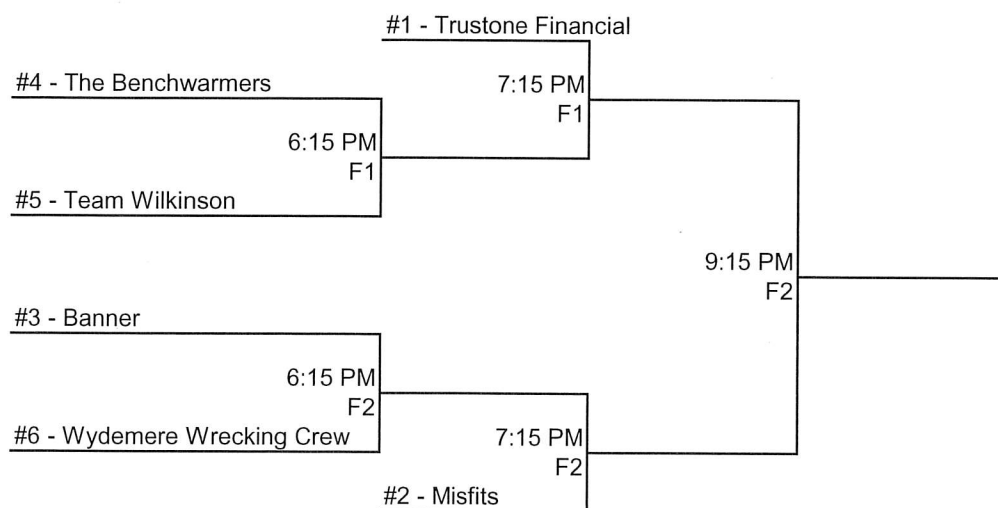 #1 - Trustone Financial
#4 - The Benchwarmers
7:15 PM
F1
6:15 PM
F1
#5 - Team Wilkinson
9:15 PM
F2
#3 - Banner
6:15 PM
F2
#6 - Wydemere Wrecking Crew
7:15 PM
F2
#2 - Misfits